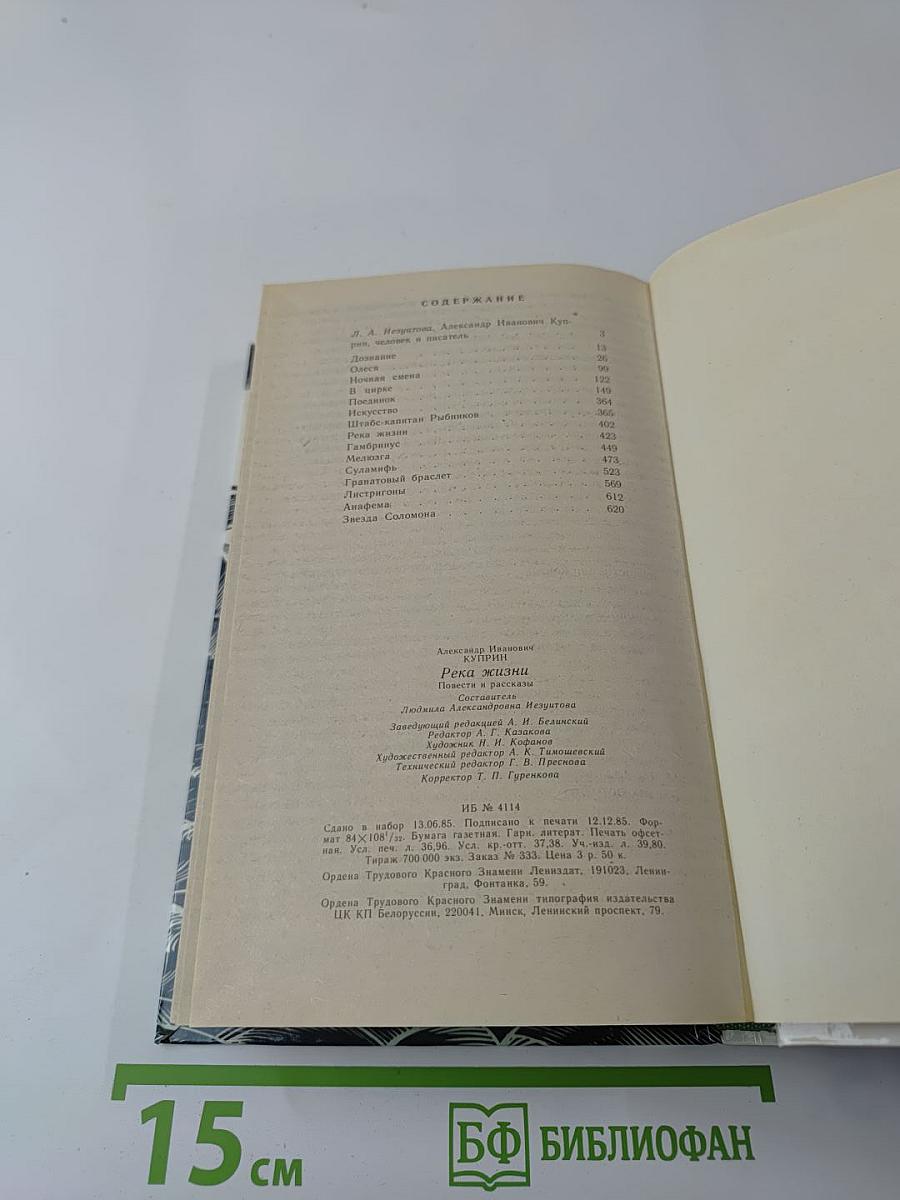 СОДЕРЖАНИЕ
Л. А. Иезуитова. Александр Иванович Куп-
рин, человек и писатель . . . . . . . . 3
Дознание . . . . . . . . 13
Олеся . . . . . . . . 26
Ночная смена . . . . . . . . 99
В цирке . . . . . . . . 122
Поединок . . . . . . . . 149
Искусство . . . . . . . . 364
Штабс-капитан Рыбников . . . . . . . . 365
Река жизни . . . . . . . . 402
Гамбринус . . . . . . . . 423
Мелюзга . . . . . . . . 449
Суламифь . . . . . . . . 473
Гранатовый браслет . . . . . . . . 523
Листригоны . . . . . . . . 569
Анафема . . . . . . . . 612
Звезда Соломона . . . . . . . . 620
Александр Иванович
КУПРИН
Река жизни
Повести и рассказы
Составитель
Людмила Александровна Иезуитова
Заведующий редакцией А. И. Белинский
Редактор А. Г. Казакова
Художник Н. И. Кофанов
Художественный редактор А. К. Тимошевский
Технический редактор Г. В. Преснова
Корректор Т. П. Гуренкова
ИБ № 4114
Сдано в набор 13.06.85. Подписано к печати 12.12.85. Фор-
мат 84×108¹/₃₂. Бумага газетная. Гарн. литерат. Печать офсет-
ная. Усл. печ. л. 36,96. Усл. кр.-отт. 37,38. Уч.-изд. л. 39,80.
Тираж 700 000 экз. Заказ № 333. Цена 3 р. 50 к.
Ордена Трудового Красного Знамени Лениздат, 191023, Ленин-
град, Фонтанка, 59.
Ордена Трудового Красного Знамени типография издательства
ЦК КП Белоруссии, 220041, Минск, Ленинский проспект, 79.
15 см
БФ БИБЛИОФАН